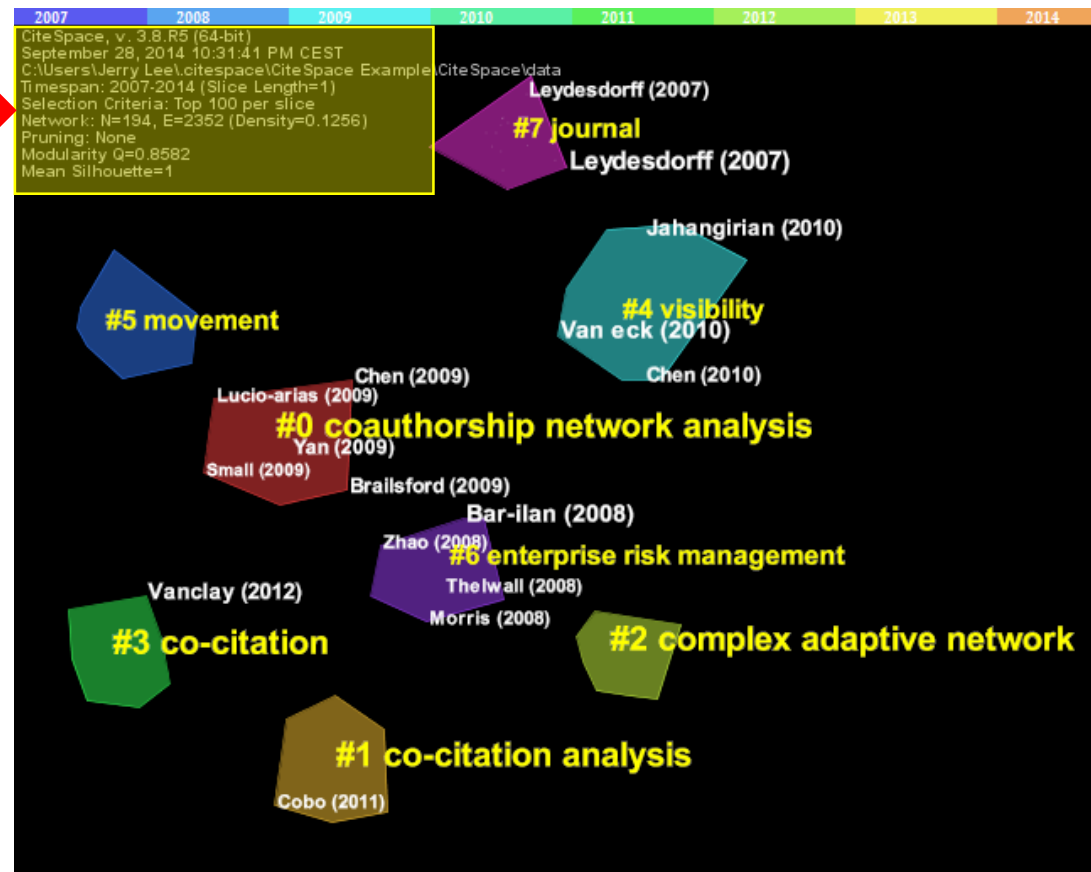 2007 2008 2009 2010 2011 2012 2013 2014
CiteSpace, v. 3.8.R5 (64-bit)
September 28, 2014 10:31:41 PM CEST
C:\Users\Jerry Lee\.citespace\CiteSpace Example\CiteSpace\data
Timespan: 2007-2014 (Slice Length=1)
Selection Criteria: Top 100 per slice
Network: N=194, E=2352 (Density=0.1256)
Pruning: None
Modularity Q=0.8582
Mean Silhouette=1
Leydesdorff (2007)
#7 journal
Leydesdorff (2007)
Jahangirian (2010)
#4 visibility
#5 movement
Van eck (2010)
Chen (2009)
Chen (2010)
Lucio-arias (2009)
#0 coauthorship network analysis
Yan (2009)
Small (2009)
Brailsford (2009)
Bar-ilan (2008)
Zhao (2008)
#6 enterprise risk management
Thelwall (2008)
Vanclay (2012)
Morris (2008)
#3 co-citation
#2 complex adaptive network
#1 co-citation analysis
Cobo (2011)